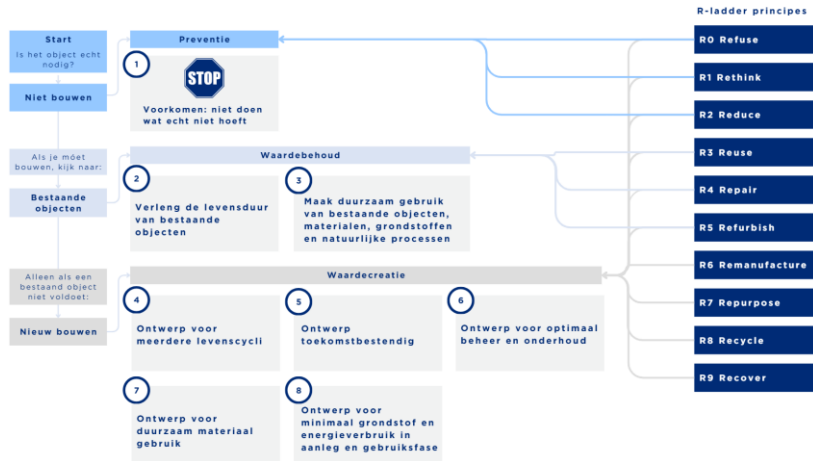 R-ladder principes
Start
Is het object echt
nodig?
Niet bouwen
Preventie
1
STOP
Voorkomen: niet doen
wat echt niet hoeft
Als je móet
bouwen, kijk naar:
Bestaande
objecten
Waardebehoud
2
Verleng de levensduur
van bestaande
objecten
3
Maak duurzaam gebruik
van bestaande objecten,
materialen, grondstoffen
en natuurlijke processen
Alleen als een
bestaand object
niet voldoet:
Nieuw bouwen
Waardecreatie
4
Ontwerp voor
meerdere levenscycli
5
Ontwerp
toekomstbestendig
6
Ontwerp voor optimaal
beheer en onderhoud
7
Ontwerp voor
duurzaam materiaal
gebruik
8
Ontwerp voor
minimaal grondstof en
energieverbruik in
aanleg en gebruiksfase
R0 Refuse
R1 Rethink
R2 Reduce
R3 Reuse
R4 Repair
R5 Refurbish
R6 Remanufacture
R7 Repurpose
R8 Recycle
R9 Recover